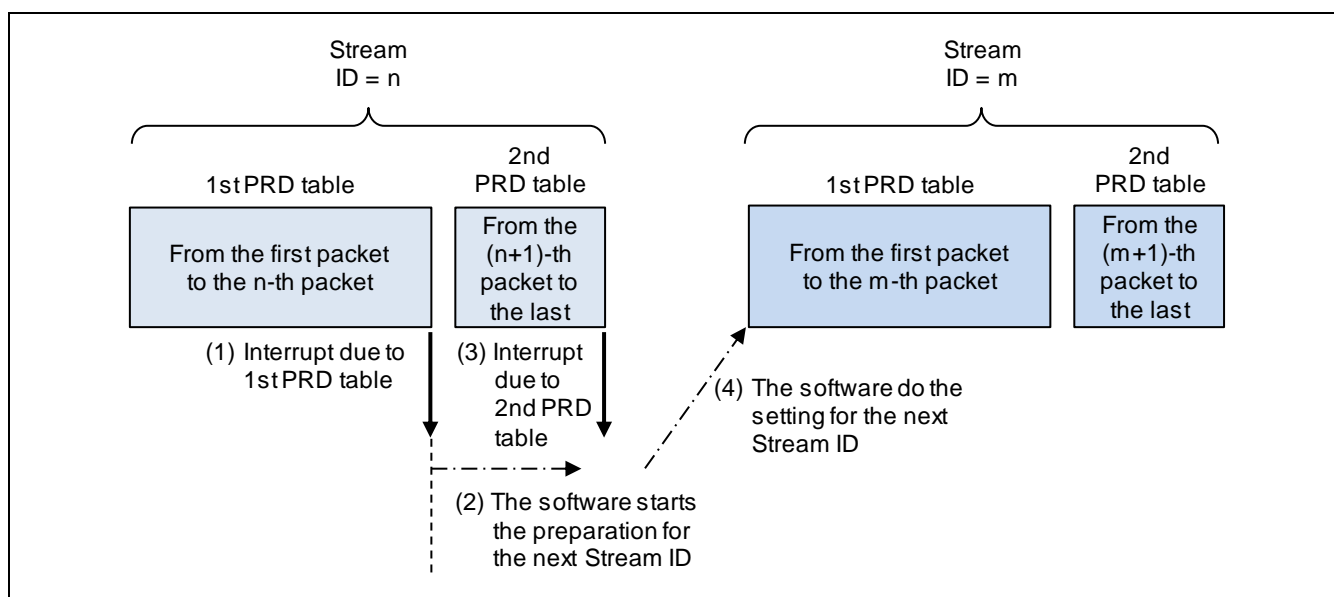 Stream
ID = n
Stream
ID = m
1st PRD table
2nd
PRD table
1st PRD table
2nd
PRD table
From the first packet
to the n-th packet
From the
(n+1)-th
packet to
the last
From the first packet
to the m-th packet
From the
(m+1)-th
packet to
the last
(1) Interrupt due to
1st PRD table
(3) Interrupt
due to
2nd PRD
table
(4) The software do the
setting for the next
Stream ID
(2) The software starts
the preparation for
the next Stream ID